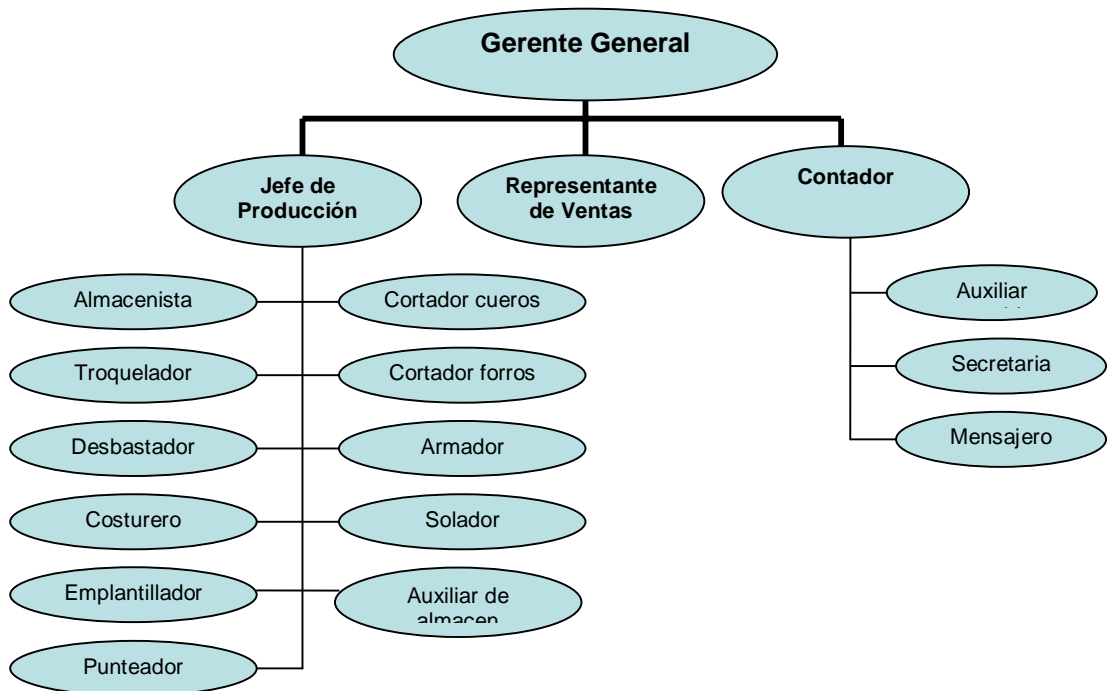 Gerente General
Jefe de
Producción
Representante
de Ventas
Contador
Almacenista
Cortador cueros
Auxiliar
Troquelador
Cortador forros
Secretaria
Desbastador
Armador
Mensajero
Costurero
Solador
Emplantillador
Auxiliar de
almacen
Punteador